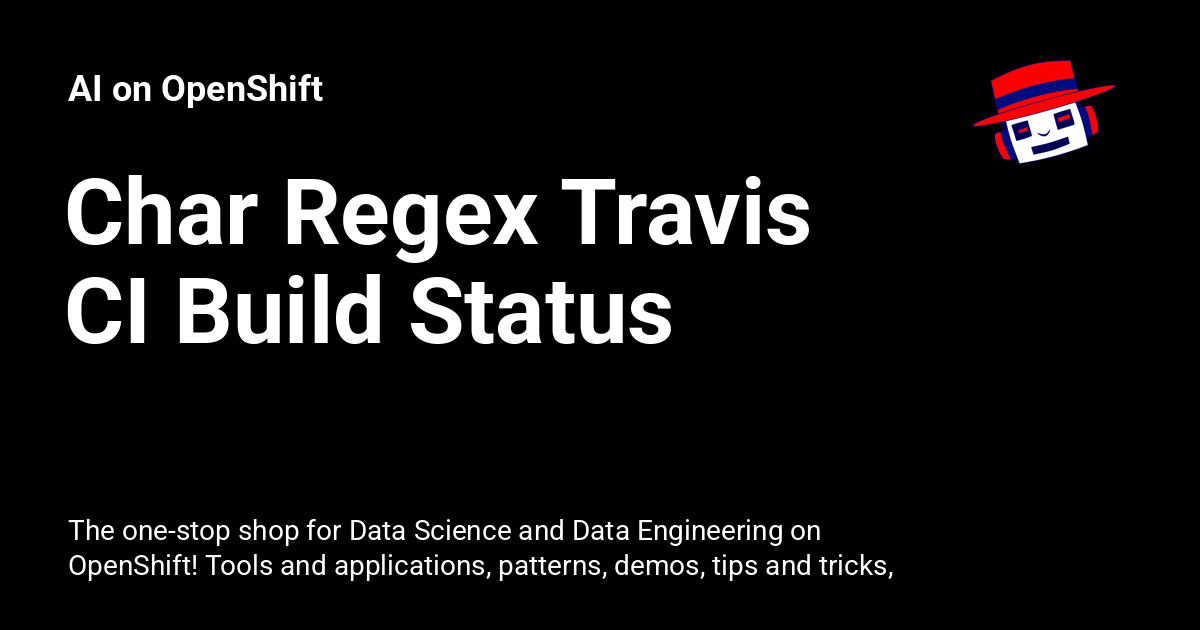 AI on OpenShift
Char Regex Travis
CI Build Status
The one-stop shop for Data Science and Data Engineering on
OpenShift! Tools and applications, patterns, demos, tips and tricks,